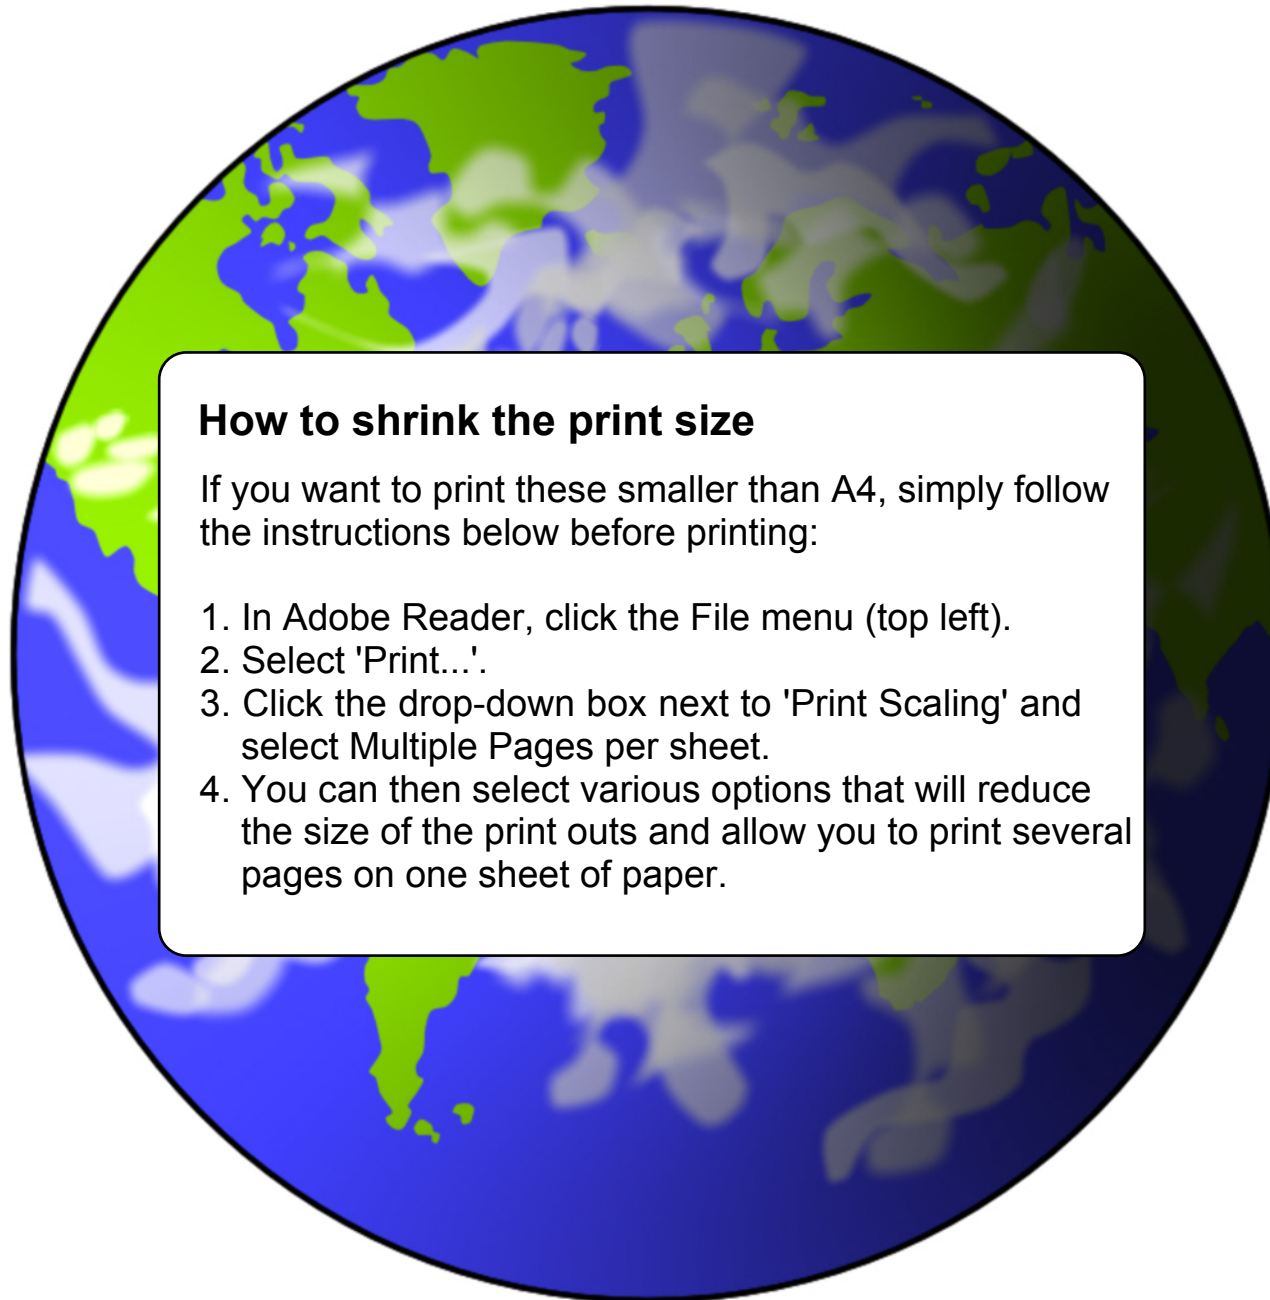 How to shrink the print size
If you want to print these smaller than A4, simply follow
the instructions below before printing:
1. In Adobe Reader, click the File menu (top left).
2. Select 'Print...'.
3. Click the drop-down box next to 'Print Scaling' and
select Multiple Pages per sheet.
4. You can then select various options that will reduce
the size of the print outs and allow you to print several
pages on one sheet of paper.